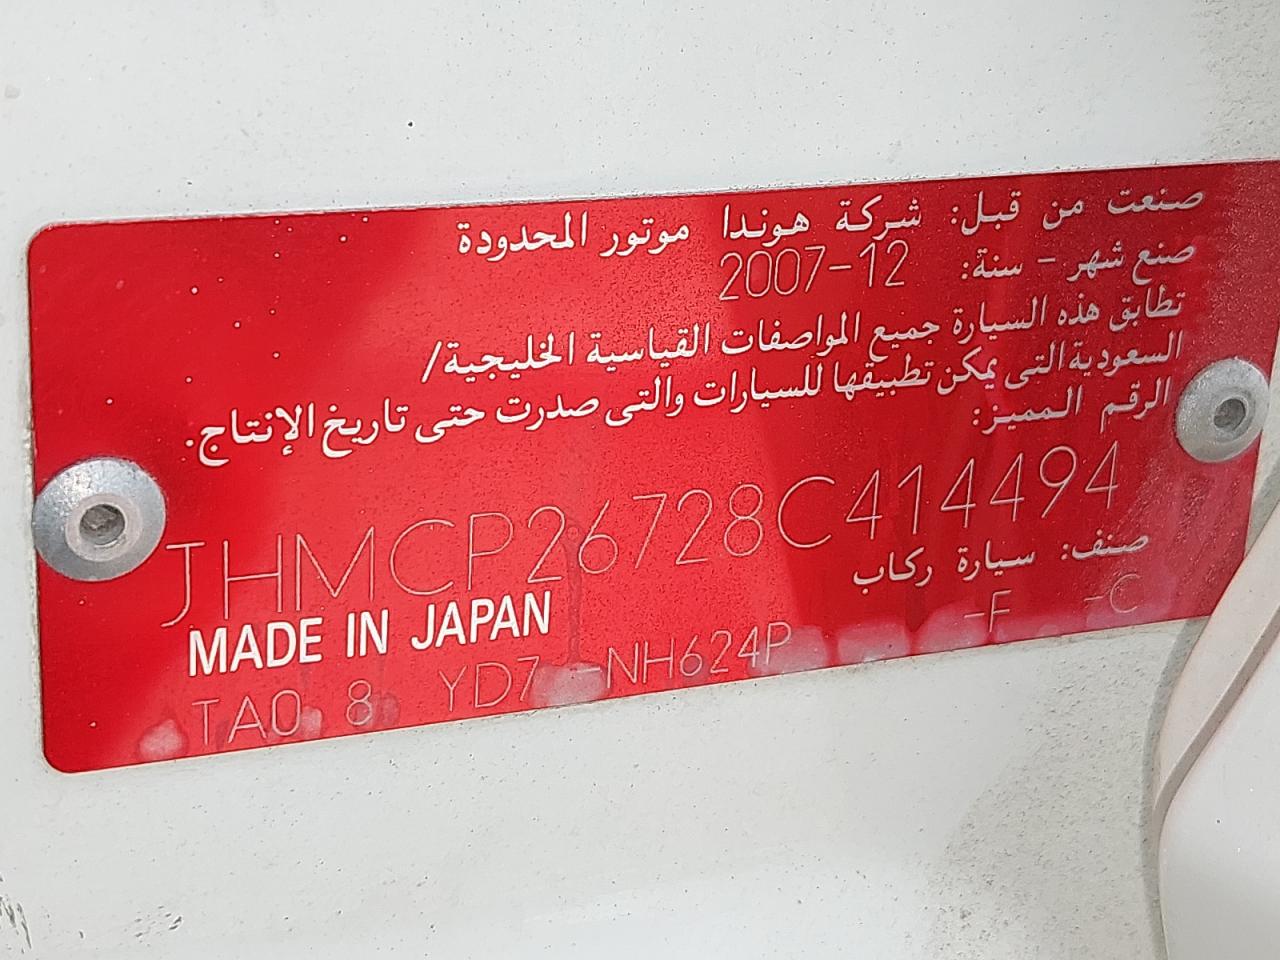 صنعت من قبل: شركة هوندا موتور المحدودة
صنع شهر - سنة: 2007-12
تطابق هذه السيارة جميع المواصفات القياسية الخليجية/
السعودية التى يمكن تطبيقها للسيارات والتى صدرت حتى تاريخ الإنتاج.
الرقم المميز:
JHMCP26728C414494
صنف: سيارة ركاب
MADE IN JAPAN
-F -C
TA0 8 YD7 -NH624P